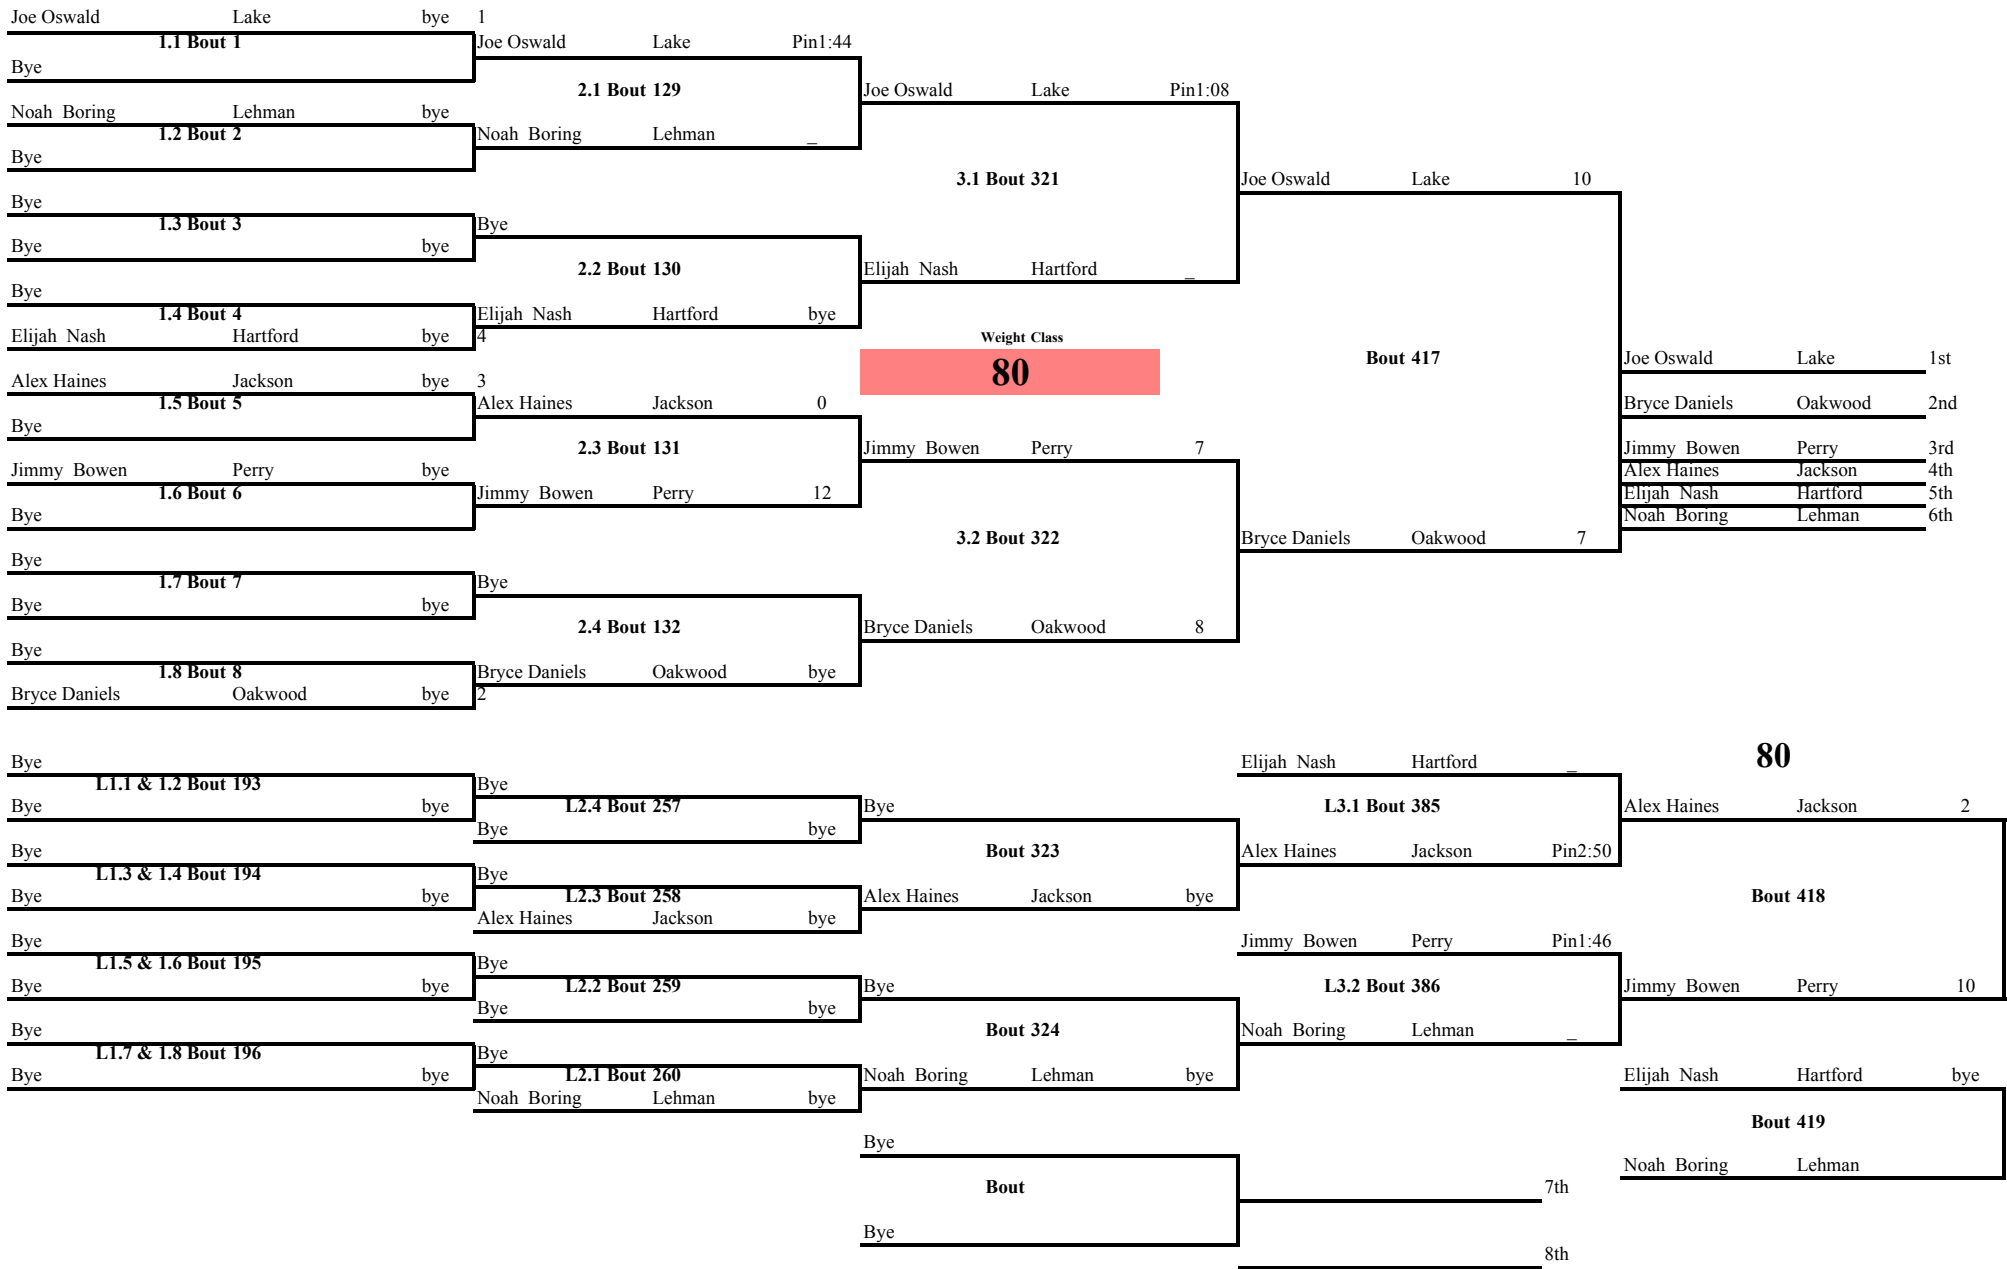 Joe Oswald Lake bye 1
1.1 Bout 1
Bye
Noah Boring Lehman bye
1.2 Bout 2
Bye
Bye
1.3 Bout 3
Bye bye
Bye
1.4 Bout 4
Elijah Nash Hartford bye 4
Alex Haines Jackson bye 3
1.5 Bout 5
Bye
Jimmy Bowen Perry bye
1.6 Bout 6
Bye
Bye
1.7 Bout 7
Bye bye
Bye
1.8 Bout 8
Bryce Daniels Oakwood bye 2
Joe Oswald Lake Pin1:44
2.1 Bout 129
Noah Boring Lehman _
Bye
2.2 Bout 130
Elijah Nash Hartford bye
Alex Haines Jackson 0
2.3 Bout 131
Jimmy Bowen Perry 12
Bye
2.4 Bout 132
Bryce Daniels Oakwood bye
Joe Oswald Lake Pin1:08
3.1 Bout 321
Elijah Nash Hartford _
Weight Class
80
Jimmy Bowen Perry 7
3.2 Bout 322
Bryce Daniels Oakwood 8
Joe Oswald Lake 10
Bout 417
Bryce Daniels Oakwood 7
Joe Oswald Lake 1st
Bryce Daniels Oakwood 2nd
Jimmy Bowen Perry 3rd
Alex Haines Jackson 4th
Elijah Nash Hartford 5th
Noah Boring Lehman 6th
Bye
L1.1 & 1.2 Bout 193
Bye bye
Bye
L1.3 & 1.4 Bout 194
Bye bye
Bye
L1.5 & 1.6 Bout 195
Bye bye
Bye
L1.7 & 1.8 Bout 196
Bye bye
Bye
L2.4 Bout 257
Bye bye
Bye
L2.3 Bout 258
Alex Haines Jackson bye
Bye
L2.2 Bout 259
Bye bye
Bye
L2.1 Bout 260
Noah Boring Lehman bye
Bye
Bout 323
Alex Haines Jackson bye
Bye
Bout 324
Noah Boring Lehman bye
Bye
Bout
Bye
Elijah Nash Hartford _
L3.1 Bout 385
Alex Haines Jackson Pin2:50
Jimmy Bowen Perry Pin1:46
L3.2 Bout 386
Noah Boring Lehman _
7th
8th
80
Alex Haines Jackson 2
Bout 418
Jimmy Bowen Perry 10
Elijah Nash Hartford bye
Bout 419
Noah Boring Lehman